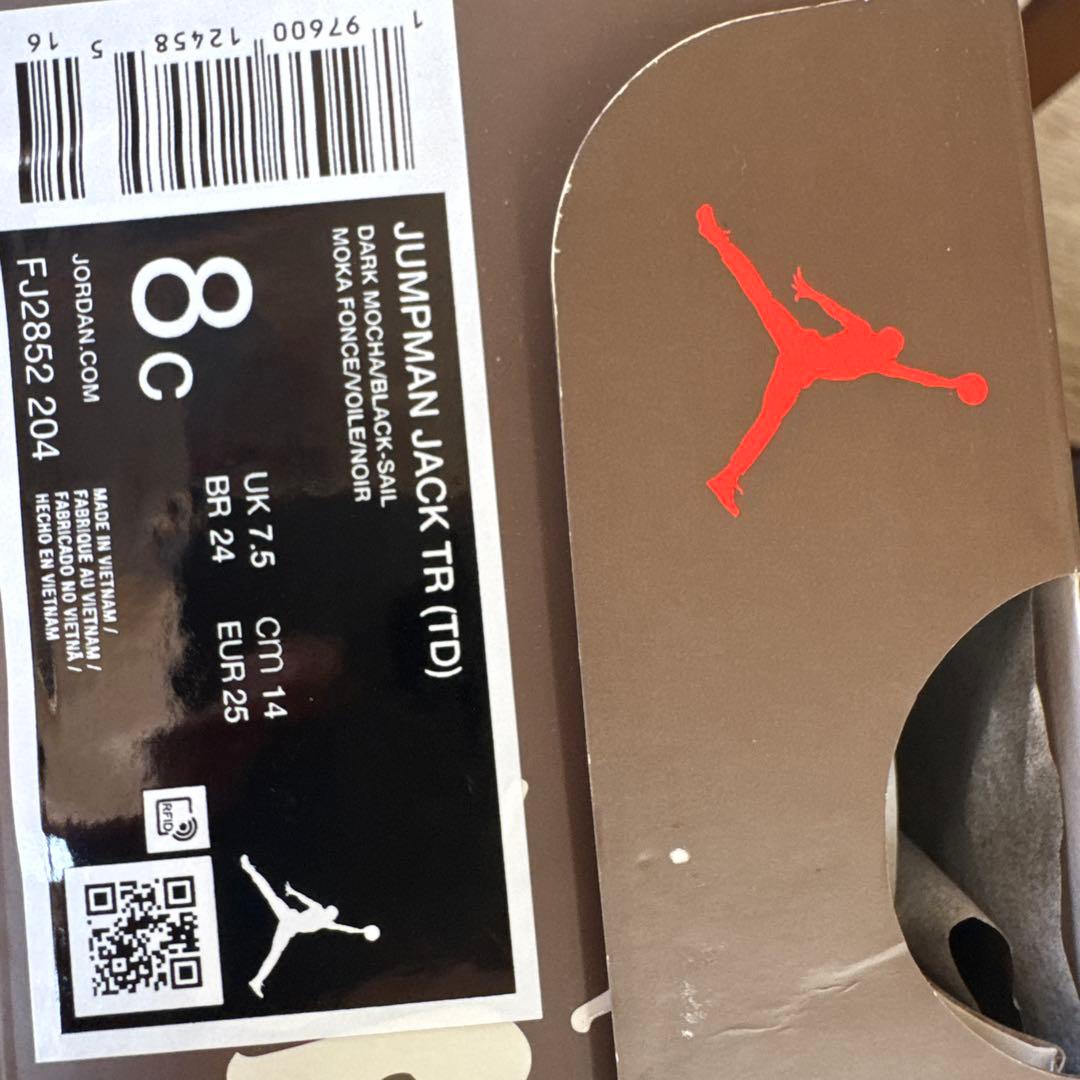 JUMPMAN JACK TR (TD)
DARK MOCHA/BLACK-SAIL
MOKA FONCE/VOILE/NOIR
8C
UK 7.5 cm 14
BR 24 EUR 25
JORDAN.COM
FJ2852 204
MADE IN VIETNAM /
FABRIQUE AU VIETNAM /
FABRICADO NO VIETNÃ /
HECHO EN VIETNAM
RFID
1 97600 12458 5 16